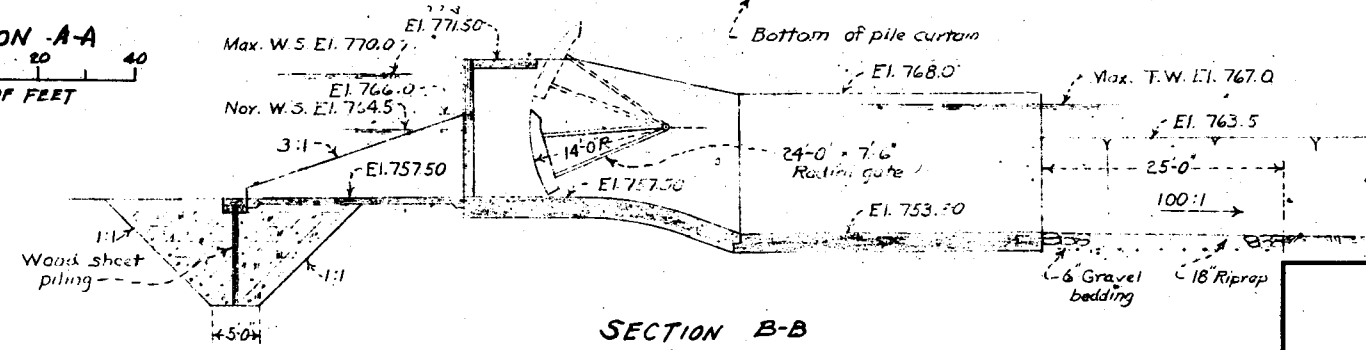 ON -A-A
20 40
OF FEET
Max. W.S. El. 770.0
El. 771.50
El. 766.0
Nor. W.S. El. 764.5
3:1
El. 757.50
1:1
Wood sheet
piling
1:1
5'-0"
Bottom of pile curtain
El. 768.0
Max. T.W. El. 767.0
El. 763.5
14'-0"R
24'-0" × 7'-6"
Radial gate
El. 757.50
25'-0"
100:1
El. 753.50
6" Gravel
bedding
18" Riprap
SECTION B-B